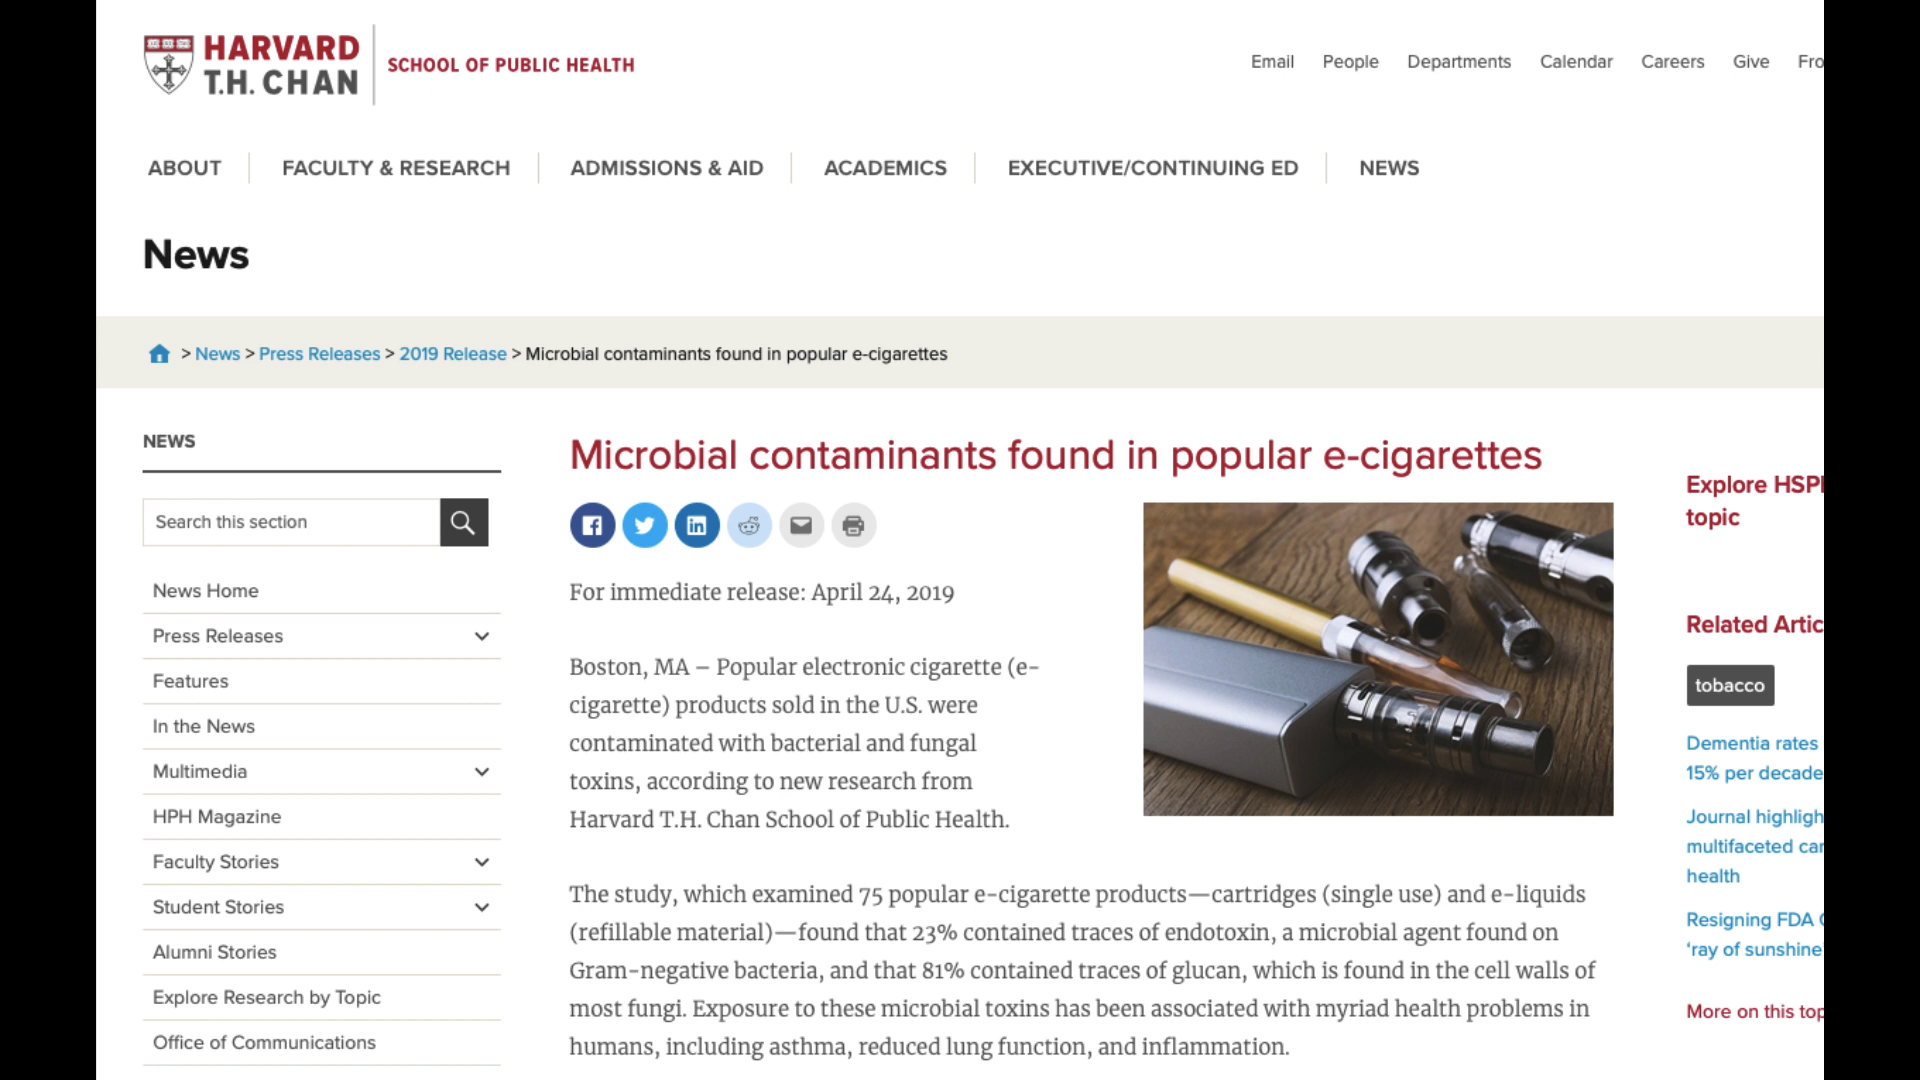 HARVARD
T.H. CHAN
SCHOOL OF PUBLIC HEALTH
Email People Departments Calendar Careers Give Fro
ABOUT FACULTY & RESEARCH ADMISSIONS & AID ACADEMICS EXECUTIVE/CONTINUING ED NEWS
News
> News > Press Releases > 2019 Release > Microbial contaminants found in popular e-cigarettes
NEWS
Search this section
News Home
Press Releases
Features
In the News
Multimedia
HPH Magazine
Faculty Stories
Student Stories
Alumni Stories
Explore Research by Topic
Office of Communications
Microbial contaminants found in popular e-cigarettes
For immediate release: April 24, 2019
Boston, MA – Popular electronic cigarette (e-
cigarette) products sold in the U.S. were
contaminated with bacterial and fungal
toxins, according to new research from
Harvard T.H. Chan School of Public Health.
The study, which examined 75 popular e-cigarette products—cartridges (single use) and e-liquids
(refillable material)—found that 23% contained traces of endotoxin, a microbial agent found on
Gram-negative bacteria, and that 81% contained traces of glucan, which is found in the cell walls of
most fungi. Exposure to these microbial toxins has been associated with myriad health problems in
humans, including asthma, reduced lung function, and inflammation.
Explore HSP
topic
Related Artic
tobacco
Dementia rates
15% per decade
Journal highligh
multifaceted car
health
Resigning FDA
‘ray of sunshine
More on this top